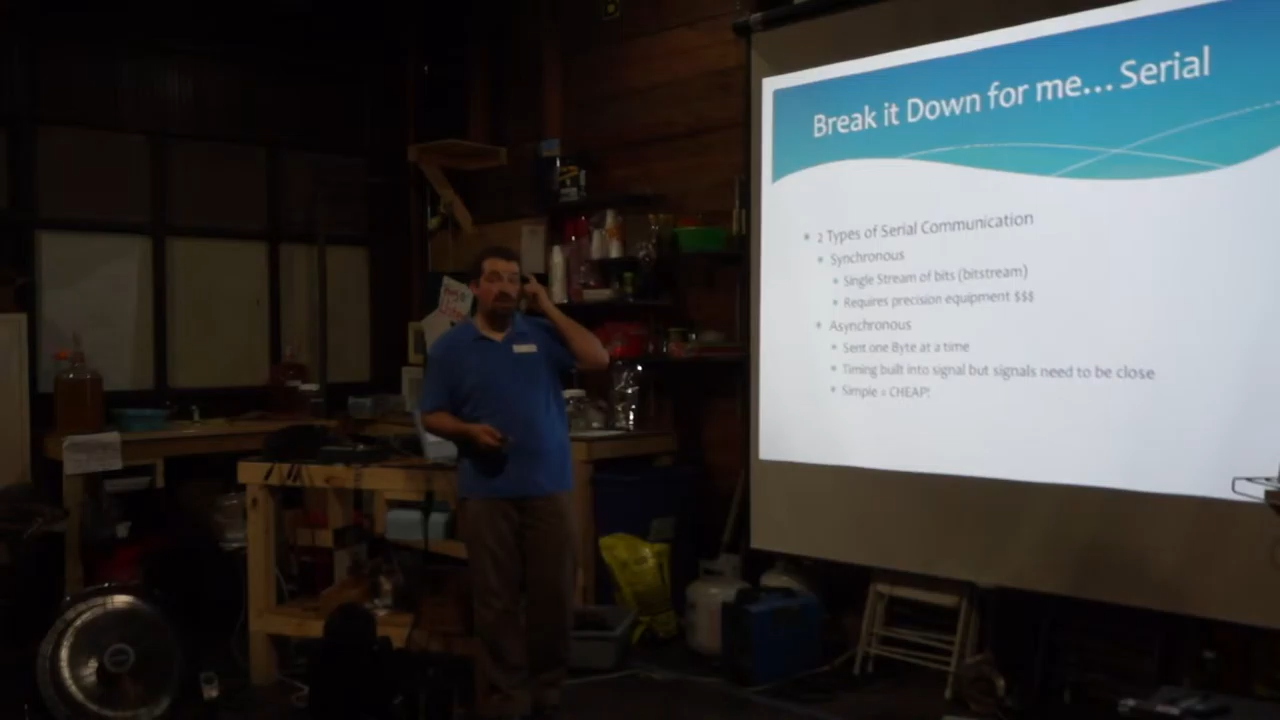 Break it Down for me... Serial
2 Types of Serial Communication
Synchronous
Single Stream of bits (bitstream)
Requires precision equipment $$$
Asynchronous
Sent one Byte at a time
Timing built into signal but signals need to be close
Simple = CHEAP!